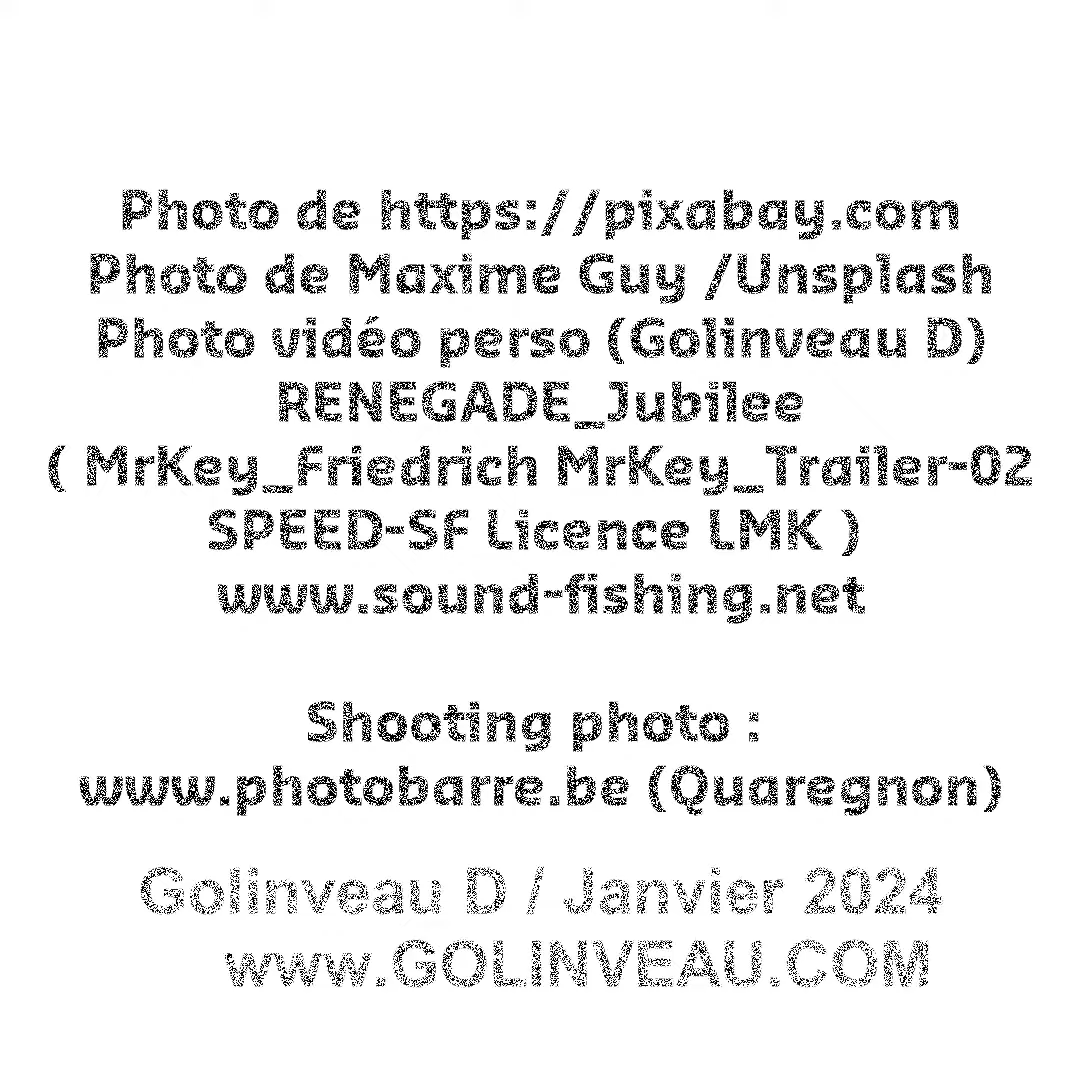 Photo de https://pixabay.com
Photo de Maxime Guy /Unsplash
Photo vidéo perso (Golinveau D)
RENEGADE_Jubilee
( MrKey_Friedrich MrKey_Trailer-02
SPEED-SF Licence LMK )
www.sound-fishing.net
Shooting photo :
www.photobarre.be (Quaregnon)
Golinveau D / Janvier 2024
www.GOLINVEAU.COM